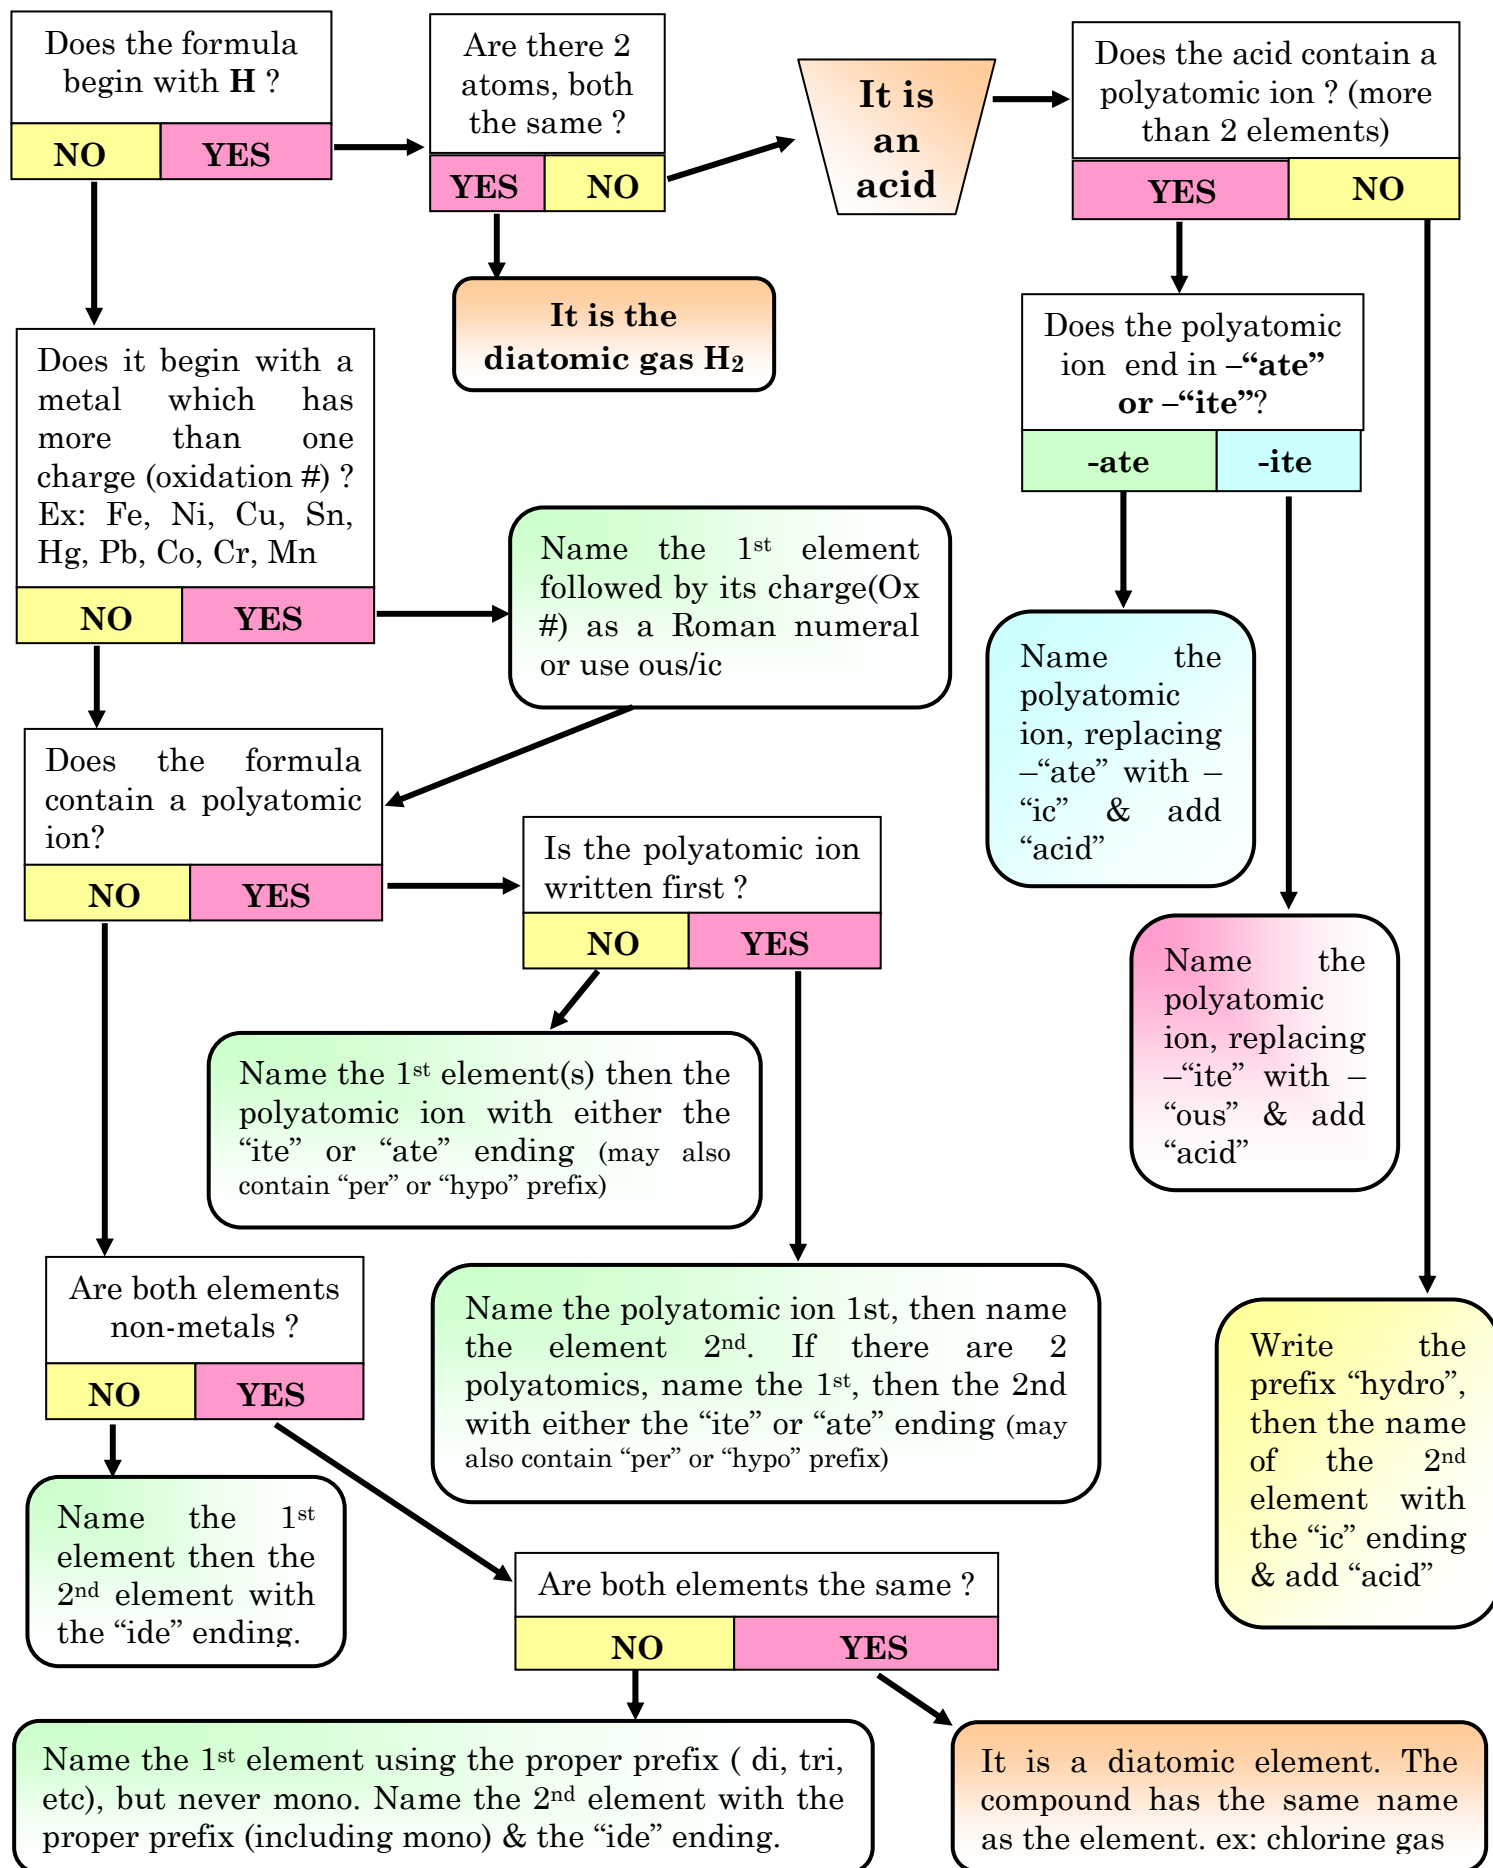 Does the formula
begin with H ?
NO
YES
Are there 2
atoms, both
the same ?
YES
NO
It is
an
acid
Does the acid contain a
polyatomic ion ? (more
than 2 elements)
YES
NO
It is the
diatomic gas H₂
Does the polyatomic
ion end in –“ate”
or –“ite”?
-ate
-ite
Does it begin with a
metal which has
more than one
charge (oxidation #) ?
Ex: Fe, Ni, Cu, Sn,
Hg, Pb, Co, Cr, Mn
NO
YES
Name the 1st element
followed by its charge(Ox
#) as a Roman numeral
or use ous/ic
Name the
polyatomic
ion, replacing
–“ate” with –
“ic” & add
“acid”
Does the formula
contain a polyatomic
ion?
NO
YES
Is the polyatomic ion
written first ?
NO
YES
Name the
polyatomic
ion, replacing
–“ite” with –
“ous” & add
“acid”
Name the 1st element(s) then the
polyatomic ion with either the
“ite” or “ate” ending (may also
contain “per” or “hypo” prefix)
Are both elements
non-metals ?
NO
YES
Name the polyatomic ion 1st, then name
the element 2nd. If there are 2
polyatomics, name the 1st, then the 2nd
with either the “ite” or “ate” ending (may
also contain “per” or “hypo” prefix)
Write the
prefix “hydro”,
then the name
of the 2nd
element with
the “ic” ending
& add “acid”
Name the 1st
element then the
2nd element with
the “ide” ending.
Are both elements the same ?
NO
YES
Name the 1st element using the proper prefix ( di, tri,
etc), but never mono. Name the 2nd element with the
proper prefix (including mono) & the “ide” ending.
It is a diatomic element. The
compound has the same name
as the element. ex: chlorine gas